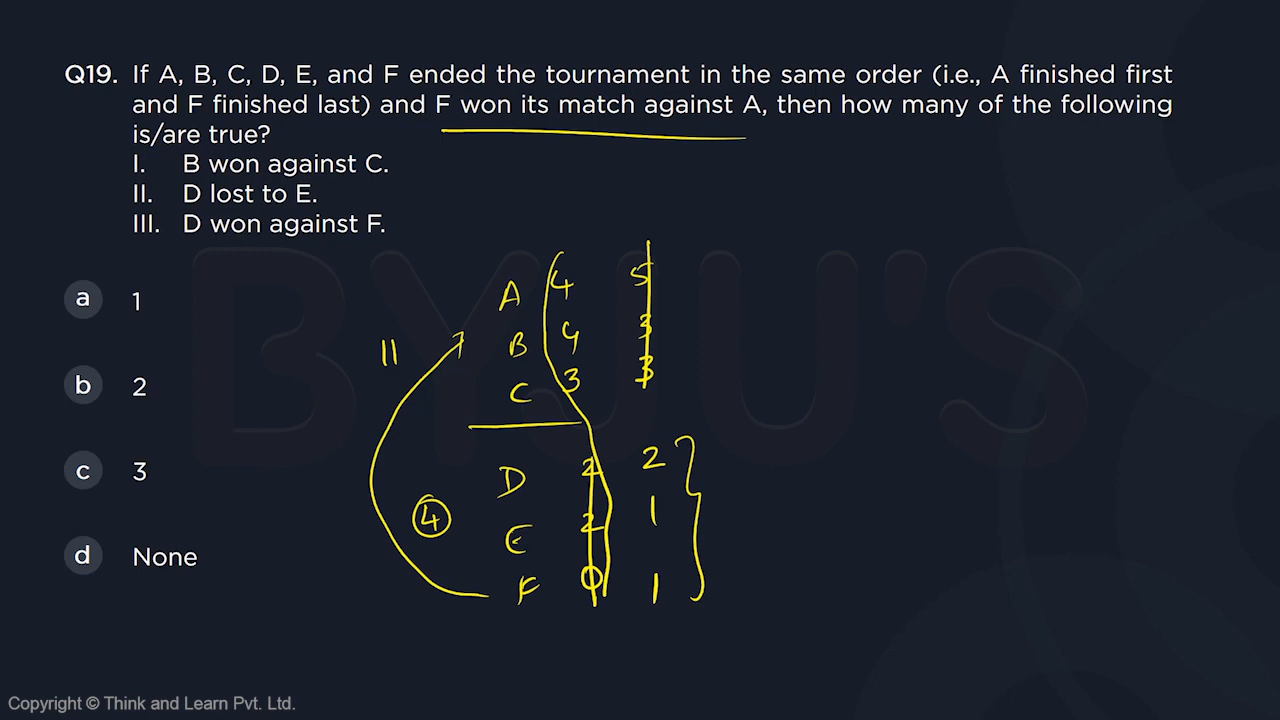 Q19. If A, B, C, D, E, and F ended the tournament in the same order (i.e., A finished first
and F finished last) and F won its match against A, then how many of the following
is/are true?
I. B won against C.
II. D lost to E.
III. D won against F.
a 1
b 2
c 3
d None
A 4 5
11 B 4 3
C 3 3
D 2 2
4 E 2 1
F 0 1
BYJU'S
Copyright © Think and Learn Pvt. Ltd.